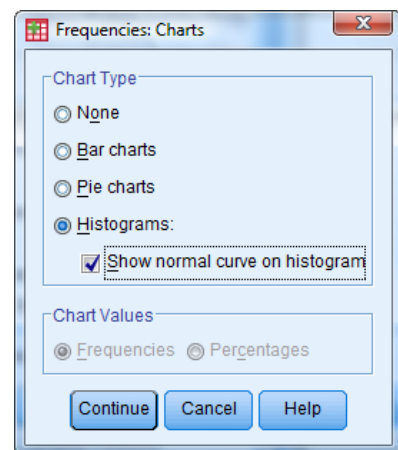 Frequencies: Charts
Chart Type
None
Bar charts
Pie charts
Histograms:
Show normal curve on histogram
Chart Values
Frequencies Percentages
Continue Cancel Help